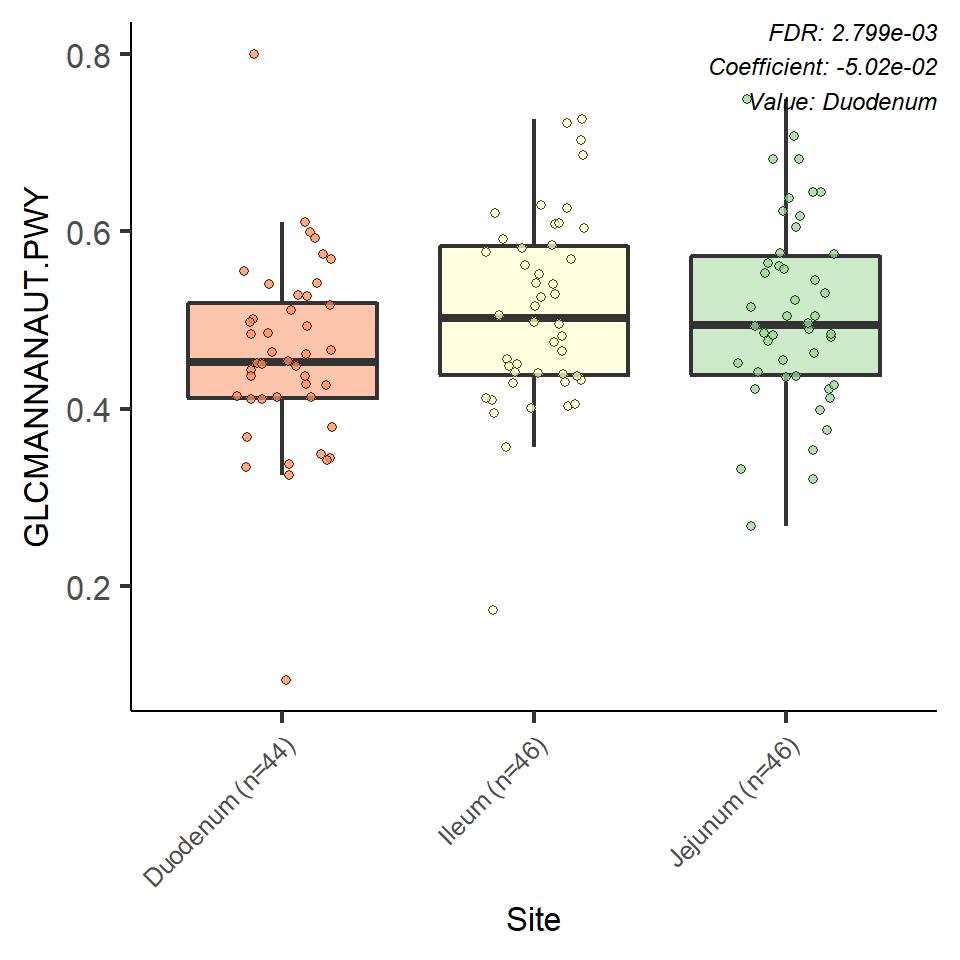 FDR: 2.799e-03
Coefficient: -5.02e-02
Value: Duodenum
GLCMANNANAUT.PWY
0.8
0.6
0.4
0.2
Duodenum (n=44)
Ileum (n=46)
Jejunum (n=46)
Site